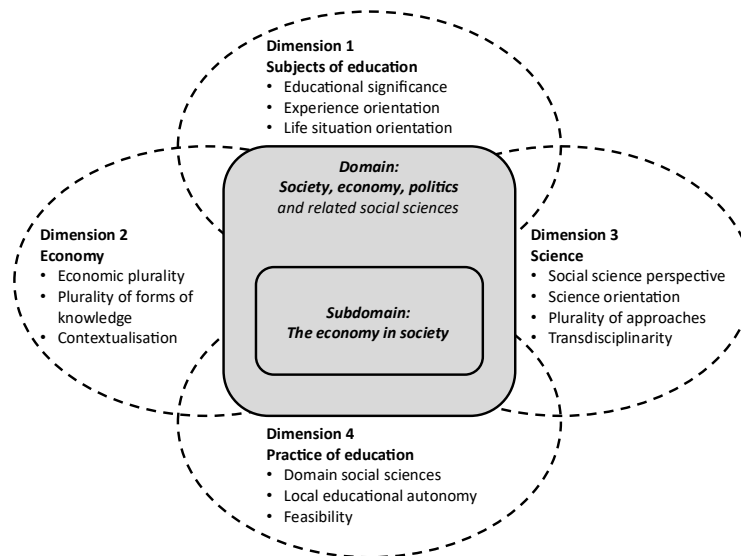 Dimension 1
Subjects of education
• Educational significance
• Experience orientation
• Life situation orientation
Domain:
Society, economy, politics
and related social sciences
Dimension 2
Economy
• Economic plurality
• Plurality of forms of
knowledge
• Contextualisation
Subdomain:
The economy in society
Dimension 3
Science
• Social science perspective
• Science orientation
• Plurality of approaches
• Transdisciplinarity
Dimension 4
Practice of education
• Domain social sciences
• Local educational autonomy
• Feasibility